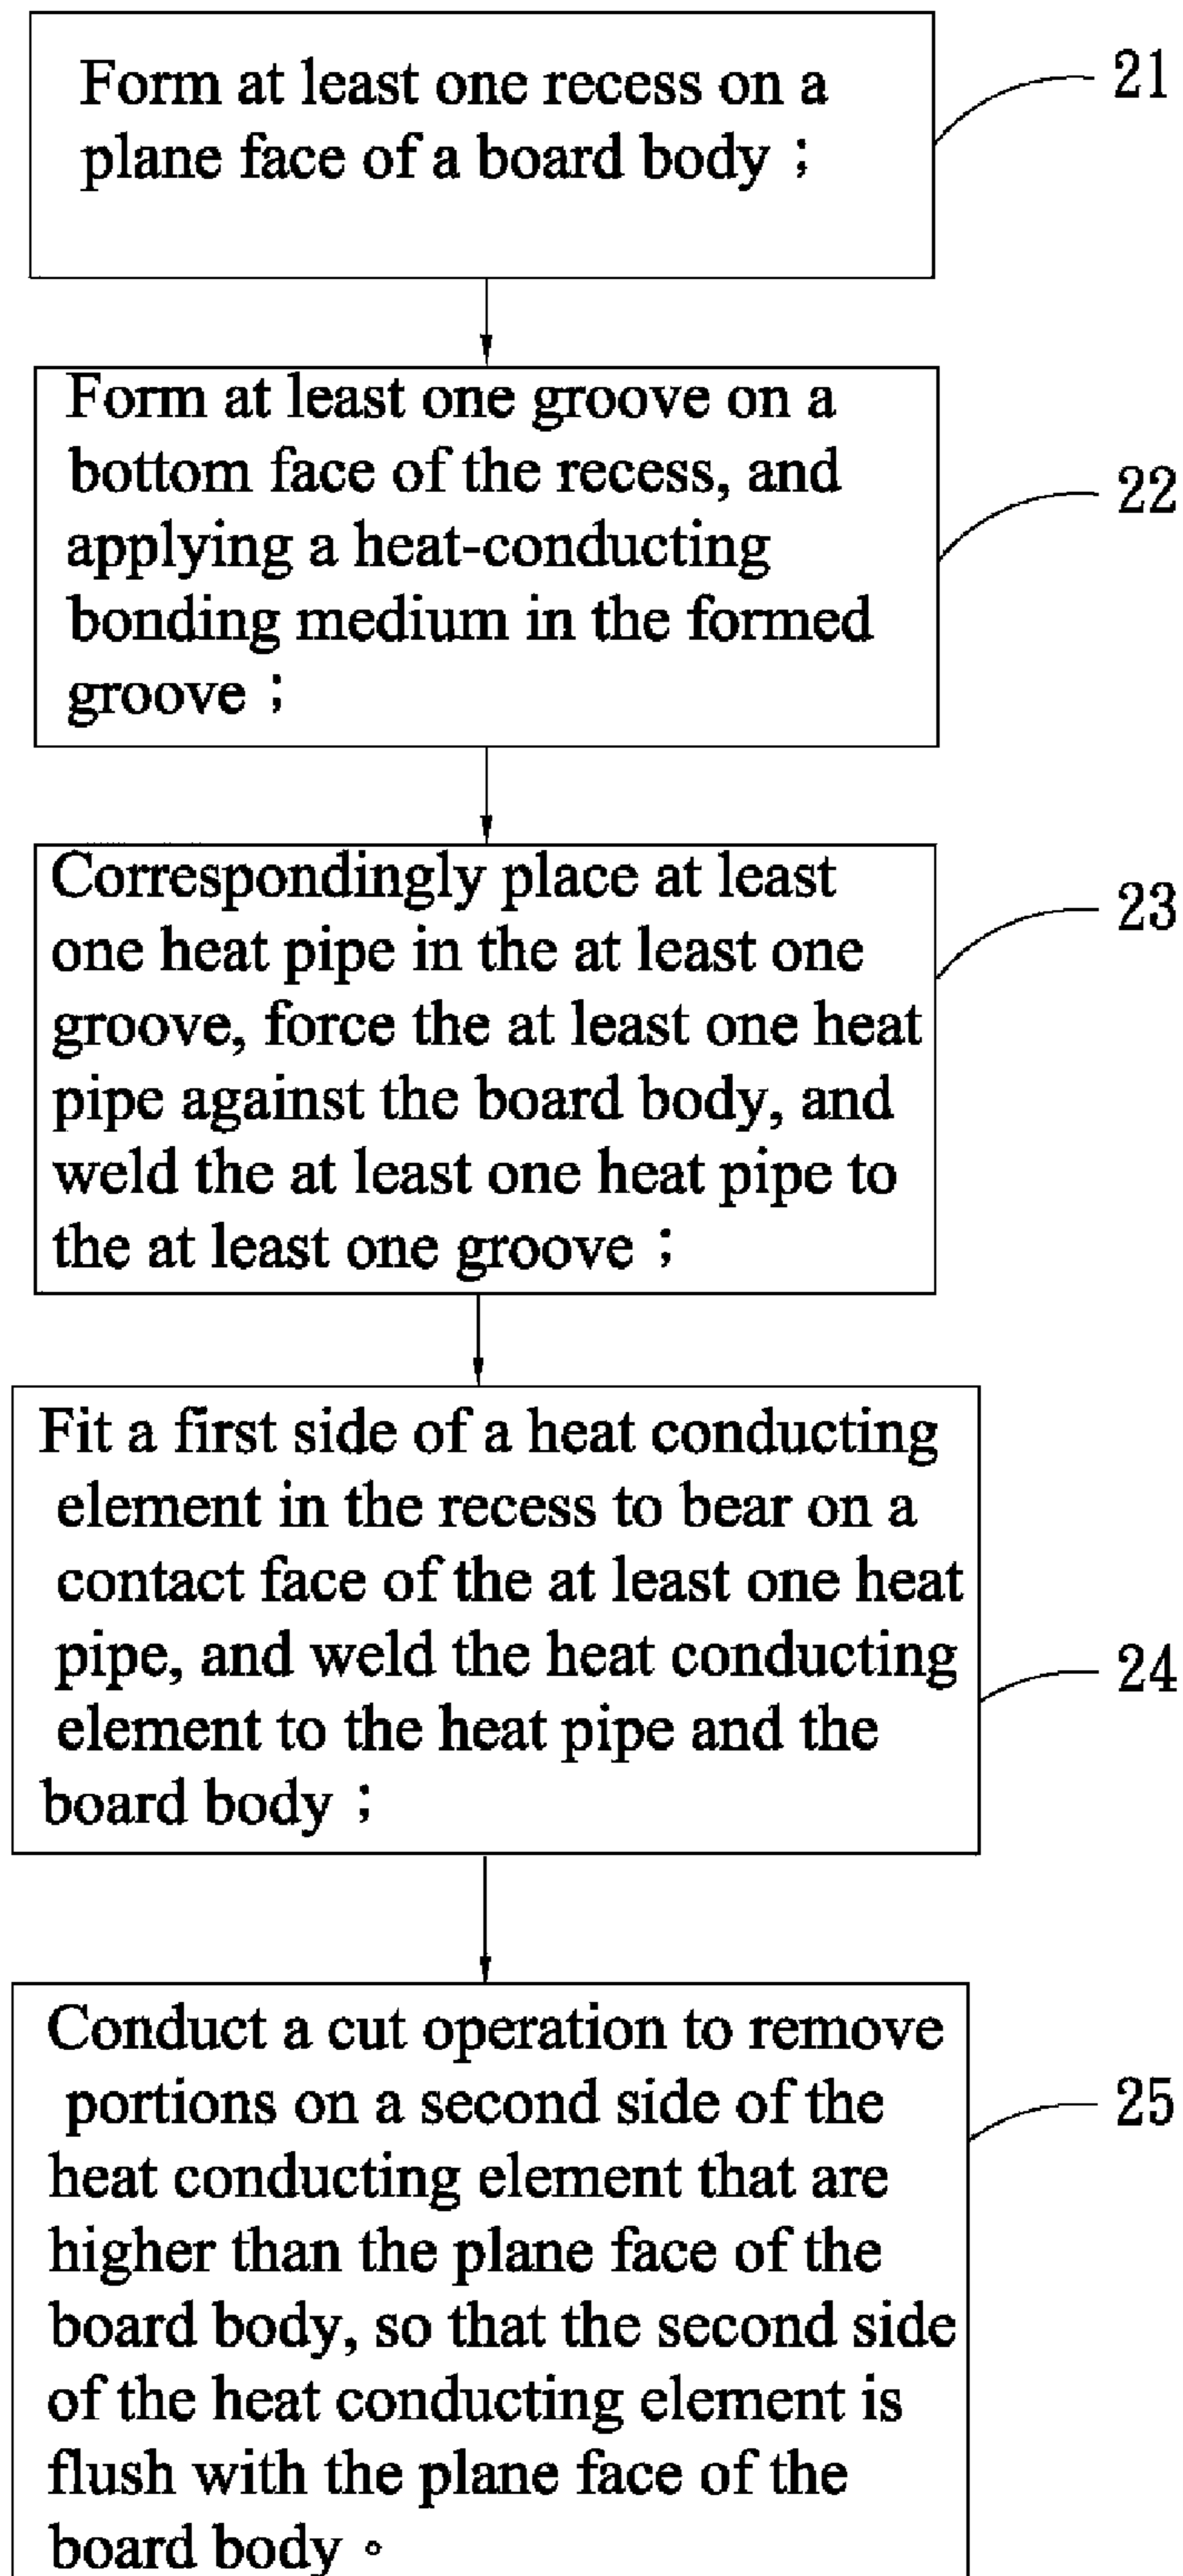 Form at least one recess on a
plane face of a board body；
21
Form at least one groove on a
bottom face of the recess, and
applying a heat-conducting
bonding medium in the formed
groove；
22
Correspondingly place at least
one heat pipe in the at least one
groove, force the at least one heat
pipe against the board body, and
weld the at least one heat pipe to
the at least one groove；
23
Fit a first side of a heat conducting
element in the recess to bear on a
contact face of the at least one heat
pipe, and weld the heat conducting
element to the heat pipe and the
board body；
24
Conduct a cut operation to remove
portions on a second side of the
heat conducting element that are
higher than the plane face of the
board body, so that the second side
of the heat conducting element is
flush with the plane face of the
board body。
25